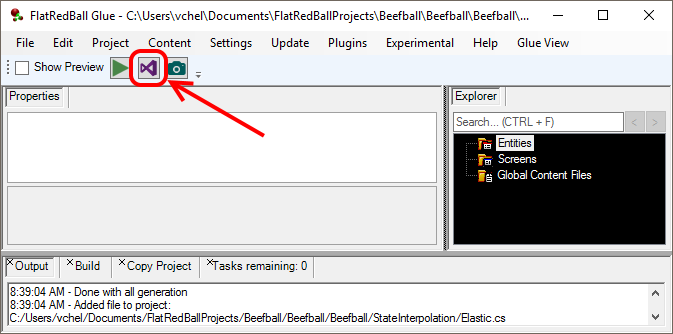 FlatRedBall Glue - C:\Users\vchel\Documents\FlatRedBallProjects\Beefball\Beefball\Beefball\...
File Edit Project Content Settings Update Plugins Experimental Help Glue View
Show Preview
Properties
Explorer
Search... (CTRL + F)
< >
Entities
Screens
Global Content Files
Output Build Copy Project Tasks remaining: 0
8:39:04 AM - Done with all generation
8:39:04 AM - Added file to project:
C:/Users/vchel/Documents/FlatRedBallProjects/Beefball/Beefball/Beefball/StateInterpolation/Elastic.cs